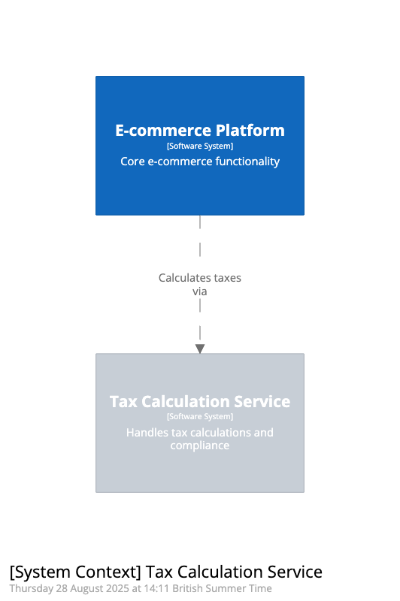 E-commerce Platform
[Software System]
Core e-commerce functionality
Calculates taxes
via
Tax Calculation Service
[Software System]
Handles tax calculations and
compliance
[System Context] Tax Calculation Service
Thursday 28 August 2025 at 14:11 British Summer Time